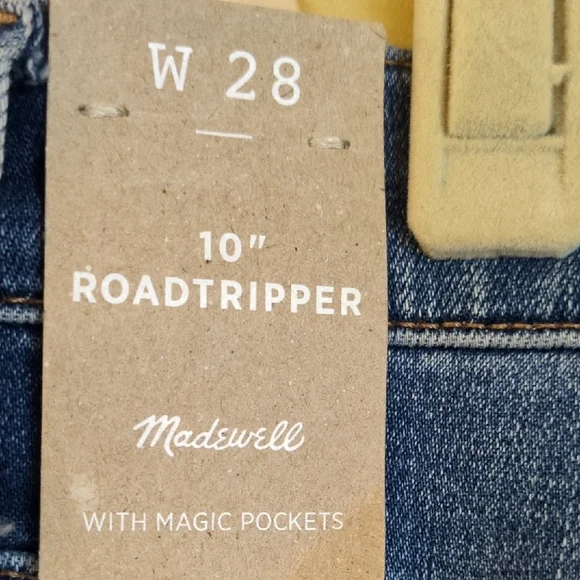 W 28
10"
ROADTRIPPER
Madewell
WITH MAGIC POCKETS